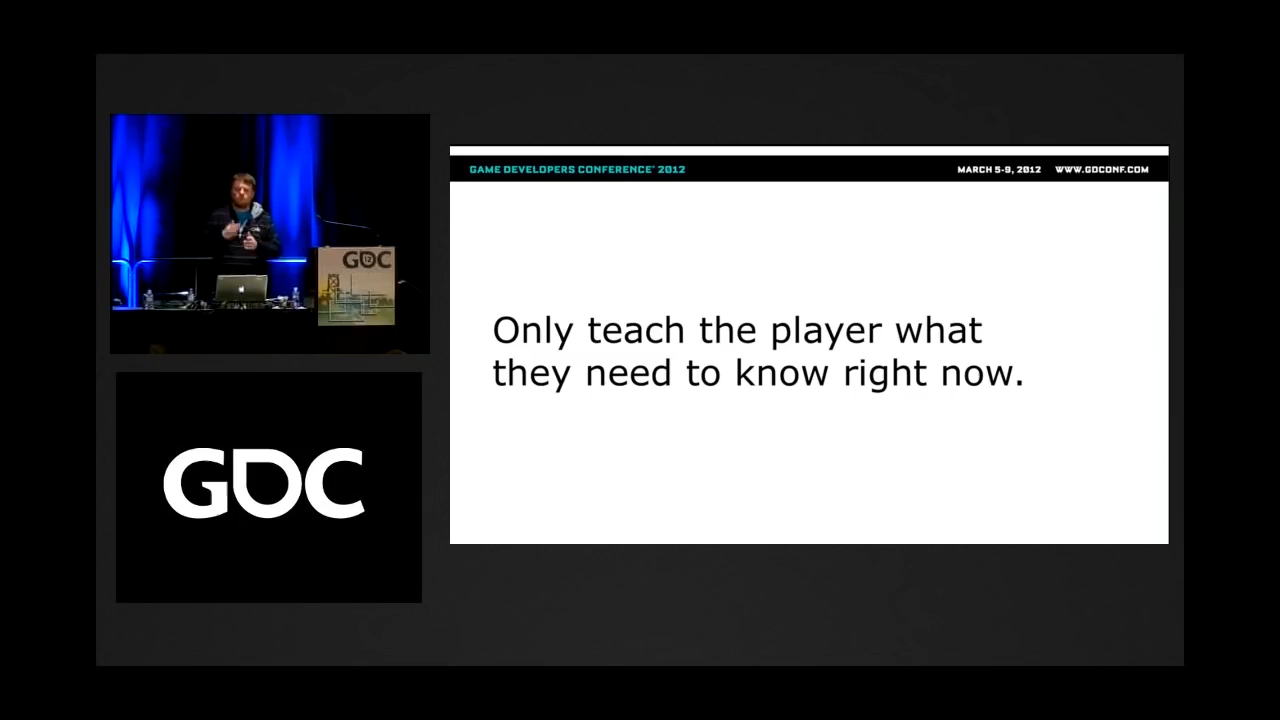 GAME DEVELOPERS CONFERENCE® 2012
MARCH 5-9, 2012 WWW.GDCONF.COM
GDC
12
Only teach the player what
they need to know right now.
GDC